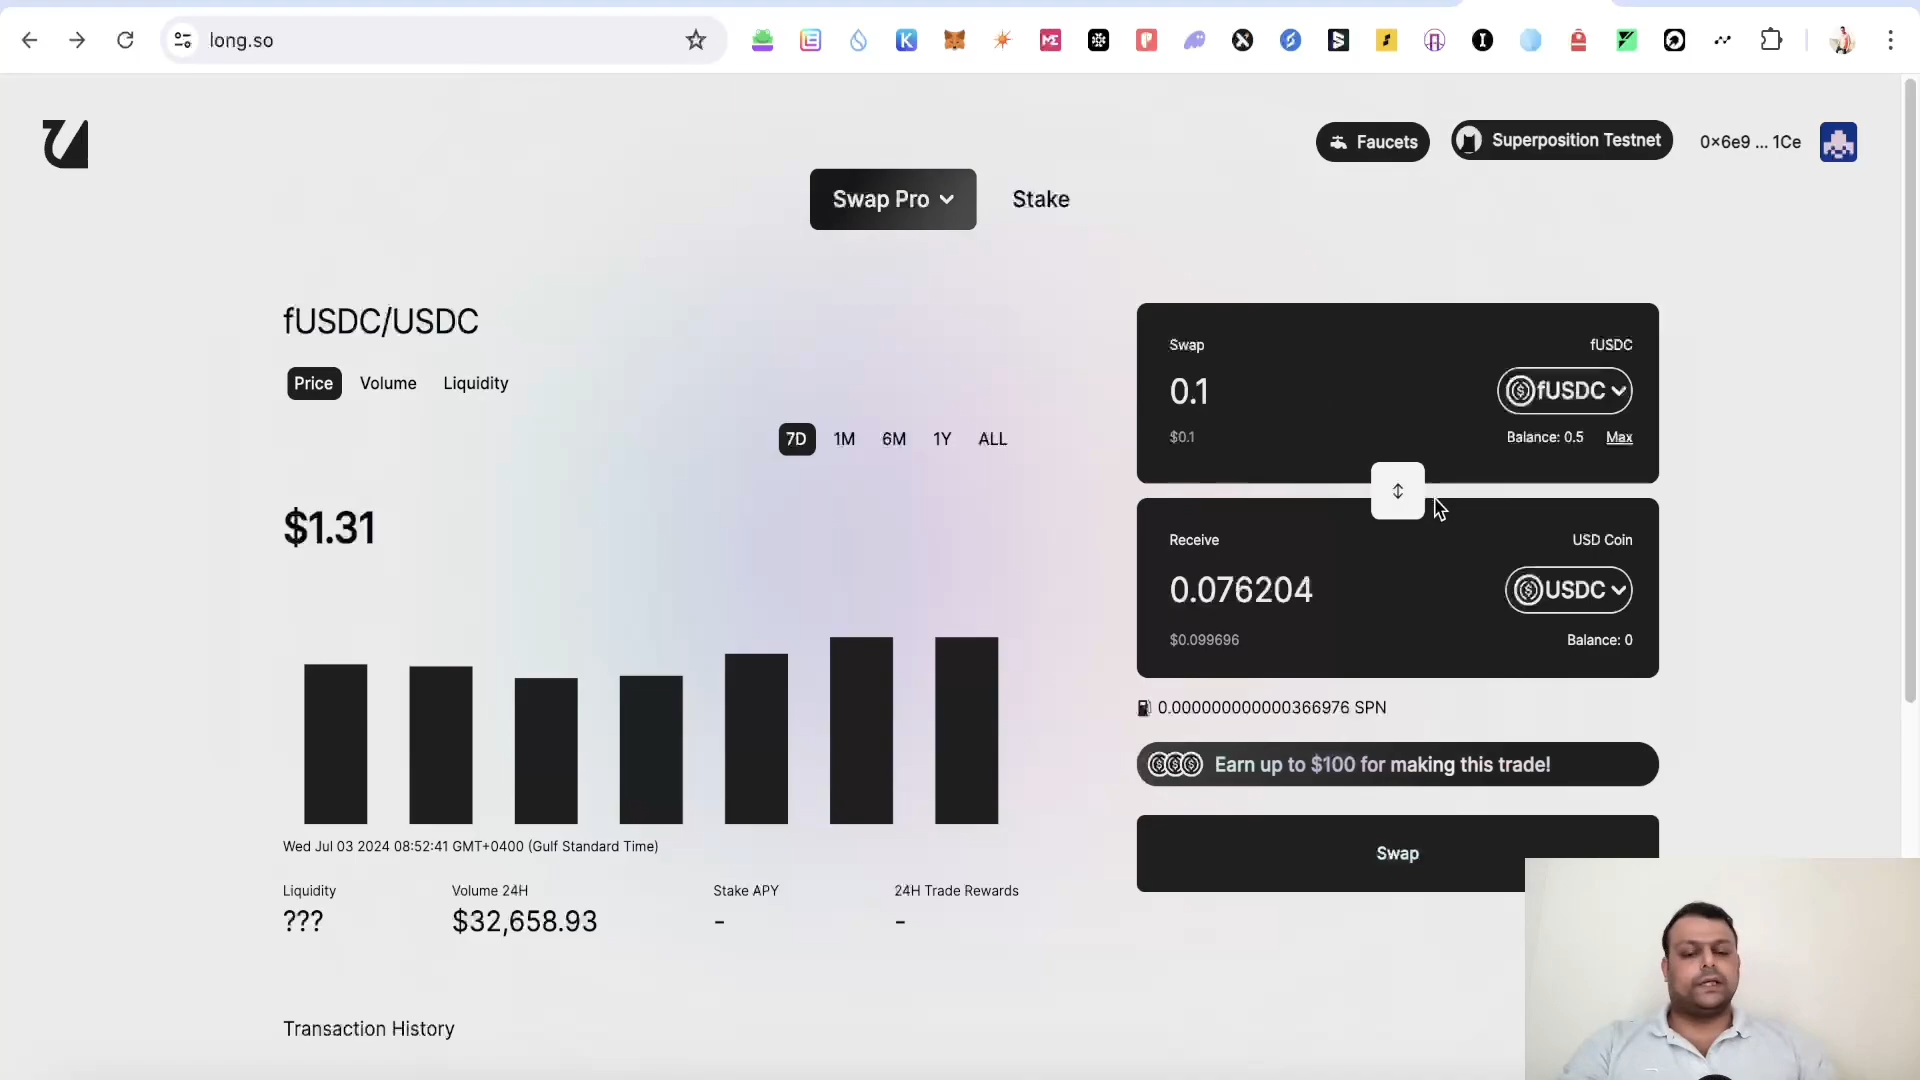 long.so
Faucets
Superposition Testnet
0×6e9 ... 1Ce
Swap Pro
Stake
fUSDC/USDC
Price
Volume
Liquidity
7D
1M
6M
1Y
ALL
$1.31
Wed Jul 03 2024 08:52:41 GMT+0400 (Gulf Standard Time)
Liquidity
Volume 24H
Stake APY
24H Trade Rewards
???
$32,658.93
-
-
Transaction History
Swap
fUSDC
0.1
fUSDC
$0.1
Balance: 0.5
Max
Receive
USD Coin
0.076204
USDC
$0.099696
Balance: 0
0.000000000000366976 SPN
Earn up to $100 for making this trade!
Swap